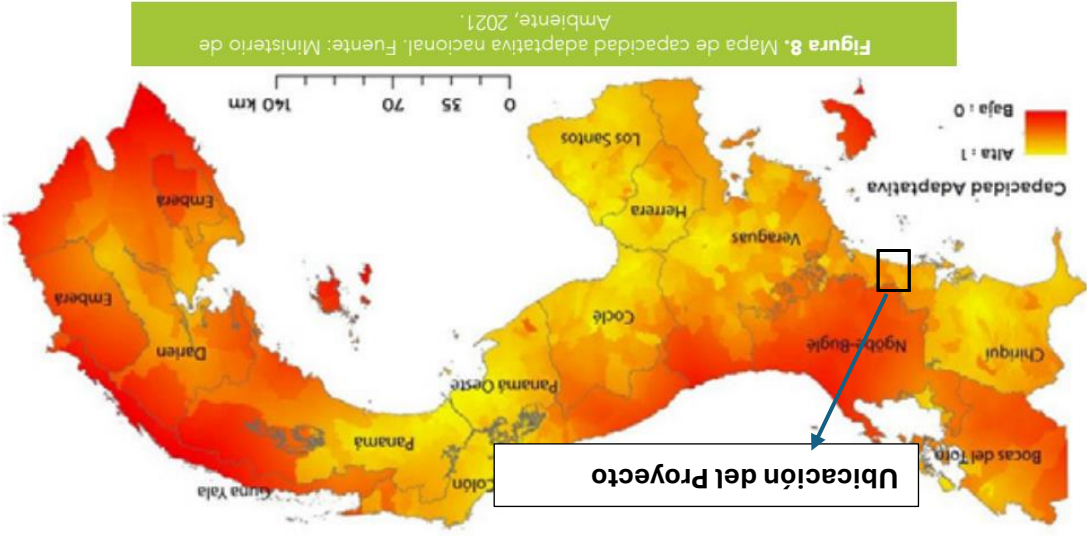 Ubicación del Proyecto
Bocas del Toro
Colón
Guna Yala
Panamá
Panamá Oeste
Chiriquí
Ngöbe-Buglé
Coclé
Darien
Emberá
Veraguas
Herrera
Emberá
Los Santos
Capacidad Adaptativa
Alta : 1
Baja : 0
0 35 70 140 km
Figura 8. Mapa de capacidad adaptativa nacional. Fuente: Ministerio de
Ambiente, 2021.